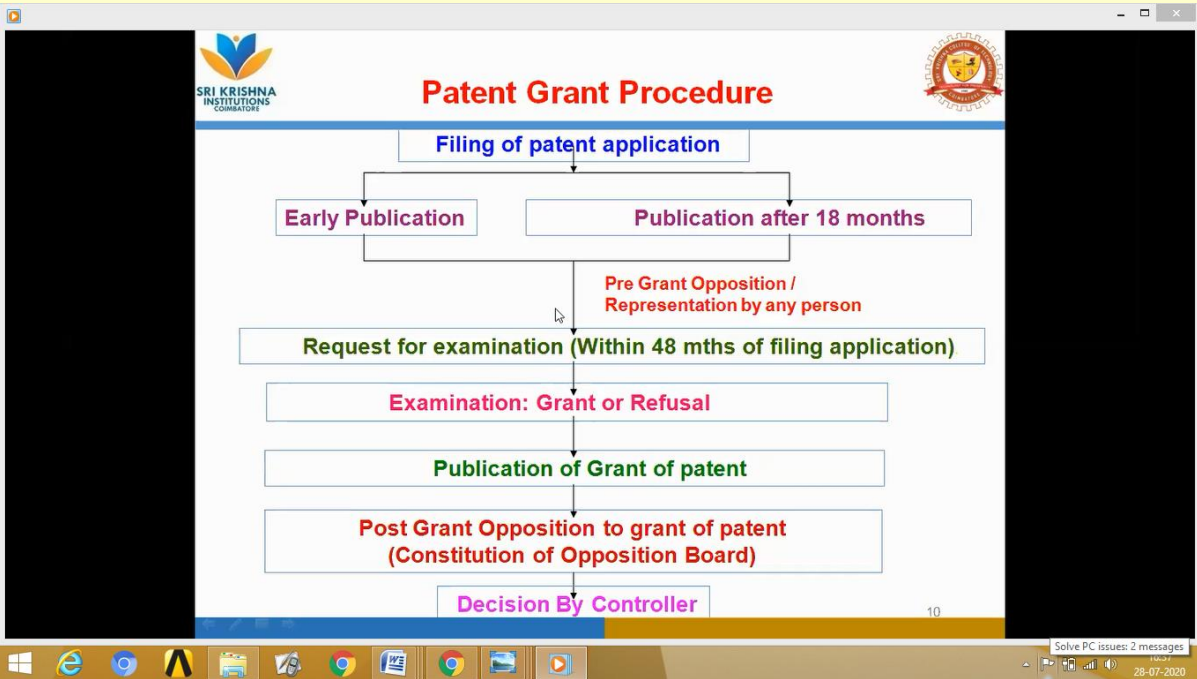 SRI KRISHNA
INSTITUTIONS
COIMBATORE
Patent Grant Procedure
Filing of patent application
Early Publication
Publication after 18 months
Pre Grant Opposition /
Representation by any person
Request for examination (Within 48 mths of filing application)
Examination: Grant or Refusal
Publication of Grant of patent
Post Grant Opposition to grant of patent
(Constitution of Opposition Board)
Decision By Controller
10
Solve PC issues: 2 messages
28-07-2020